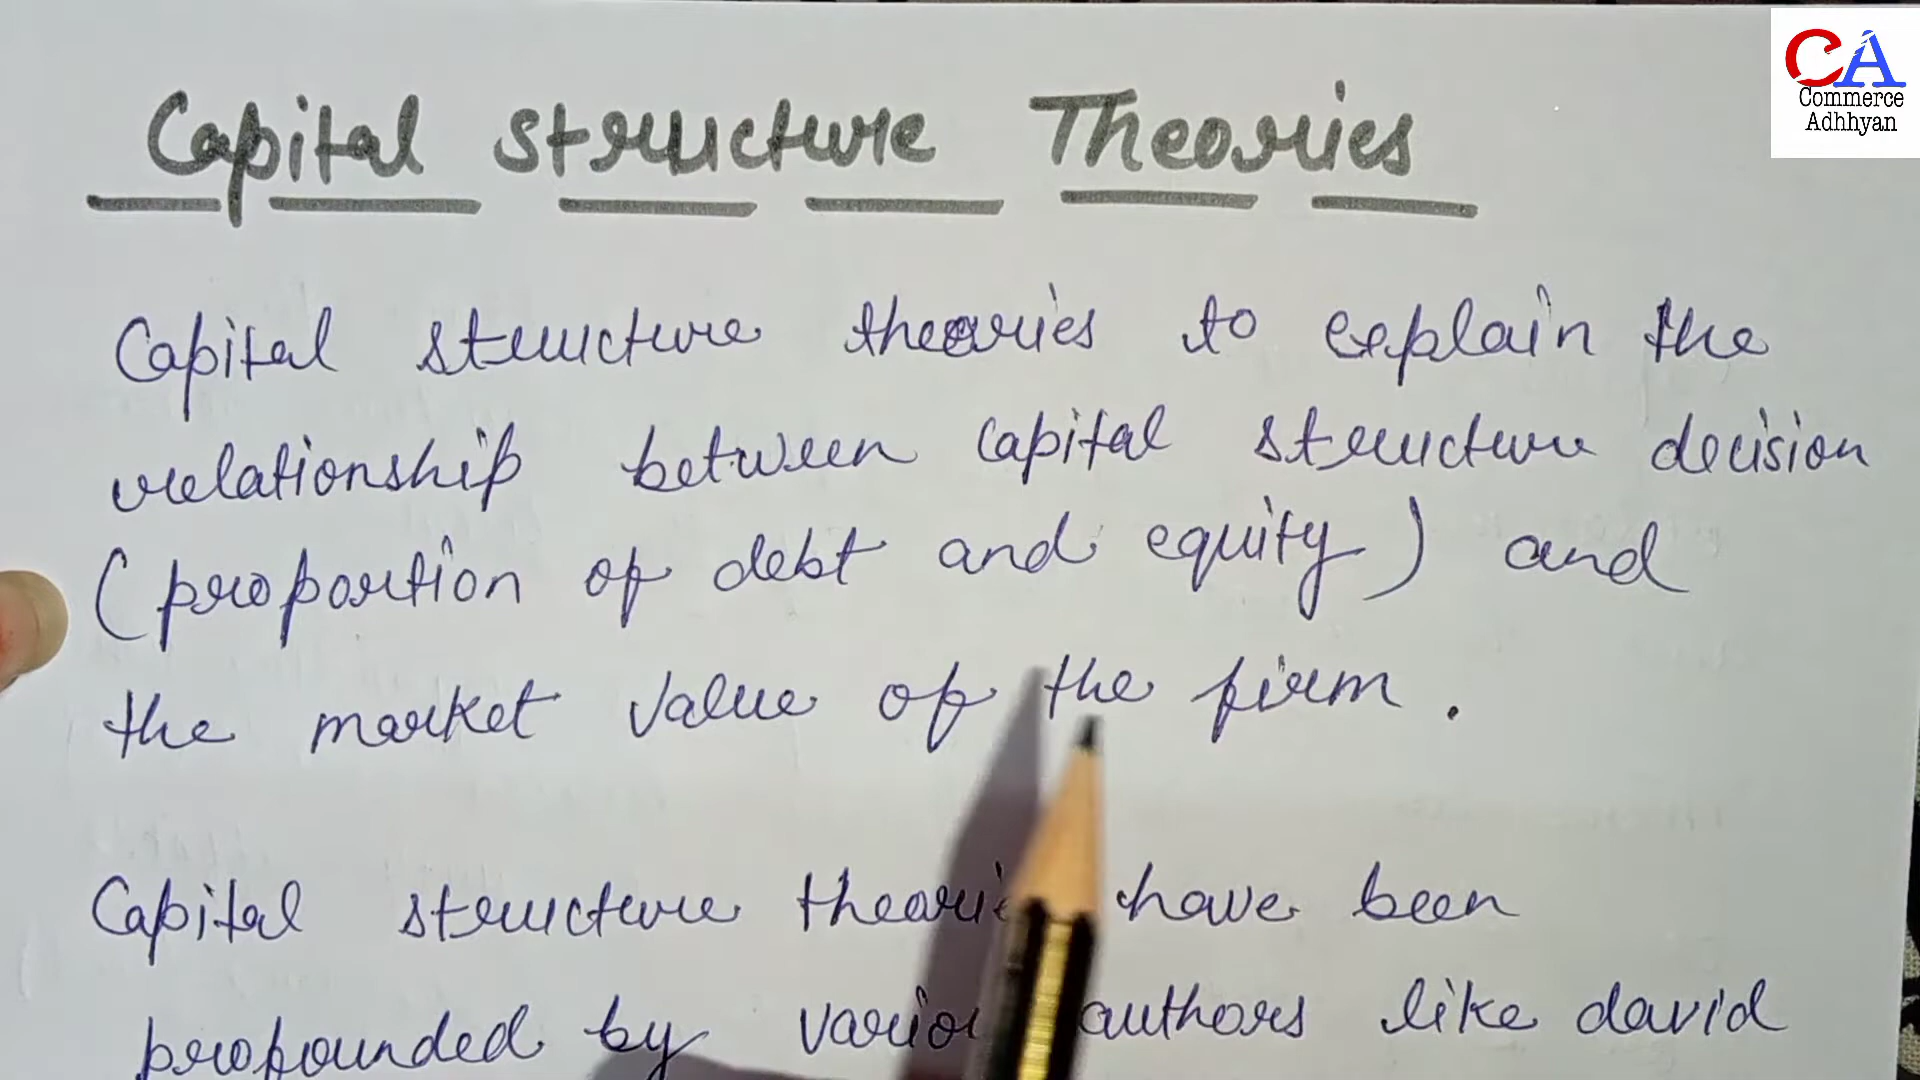 CA
Commerce
Adhhyan
Capital structure Theories
Capital structure theories to explain the
relationship between capital structure decision
(proportion of debt and equity) and
the market value of the firm.
Capital structure have been
propounded by authors like david